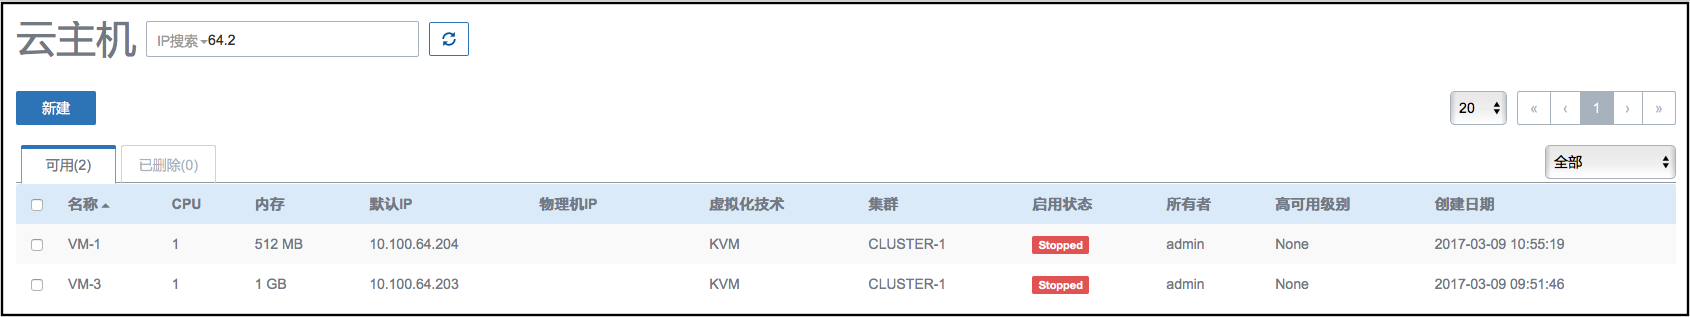 云主机 IP搜索 64.2
新建 20 « ‹ 1 › »
可用(2) 已删除(0) 全部
名称 CPU 内存 默认IP 物理机IP 虚拟化技术 集群 启用状态 所有者 高可用级别 创建日期
VM-1 1 512 MB 10.100.64.204 KVM CLUSTER-1 Stopped admin None 2017-03-09 10:55:19
VM-3 1 1 GB 10.100.64.203 KVM CLUSTER-1 Stopped admin None 2017-03-09 09:51:46